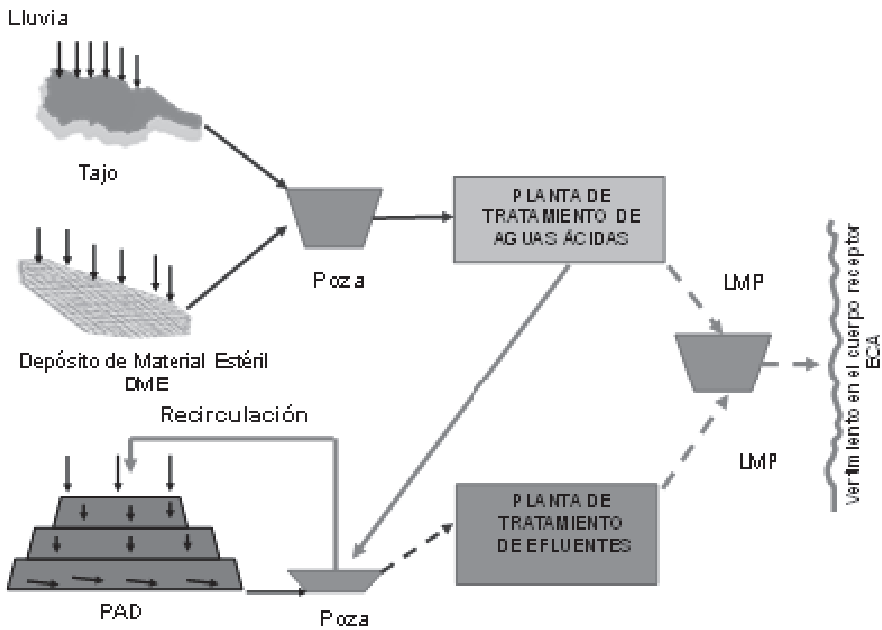 Lluvia
Tajo
PLANTA DE
TRATAMIENTO DE
AGUAS ÁCIDAS
Poza
LMP
Depósito de Material Estéril
DME
Recirculación
LMP
PLANTA DE
TRATAMIENTO
DE EFLUENTES
PAD
Poza
Vertimiento en el cuerpo receptor
ECA